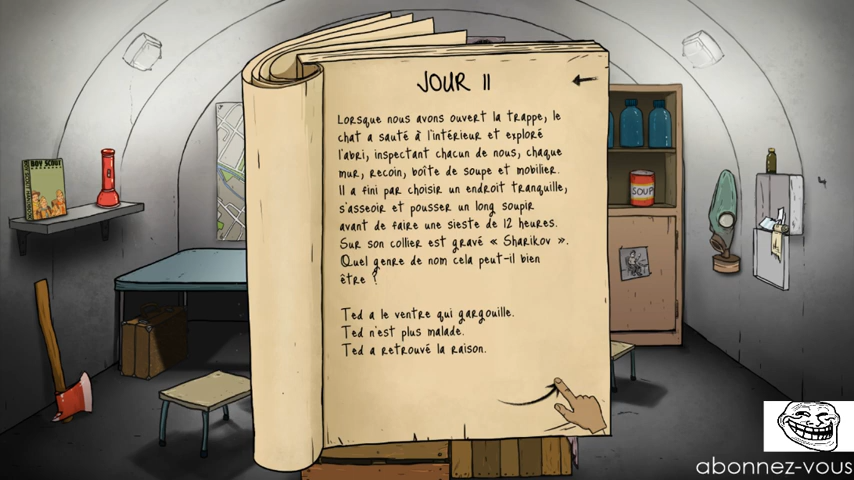 JOUR 11
Lorsque nous avons ouvert la trappe, le
chat a sauté à l'intérieur et exploré
l'abri, inspectant chacun de nous, chaque
mur, recoin, boîte de soupe et mobilier.
Il a fini par choisir un endroit tranquille,
s'asseoir et pousser un long soupir
avant de faire une sieste de 12 heures.
Sur son collier est gravé « Sharikov ».
Quel genre de nom cela peut-il bien
être ?
Ted a le ventre qui gargouille.
Ted n'est plus malade.
Ted a retrouvé la raison.
BOY SCOUT
SOUP
abonnez-vous